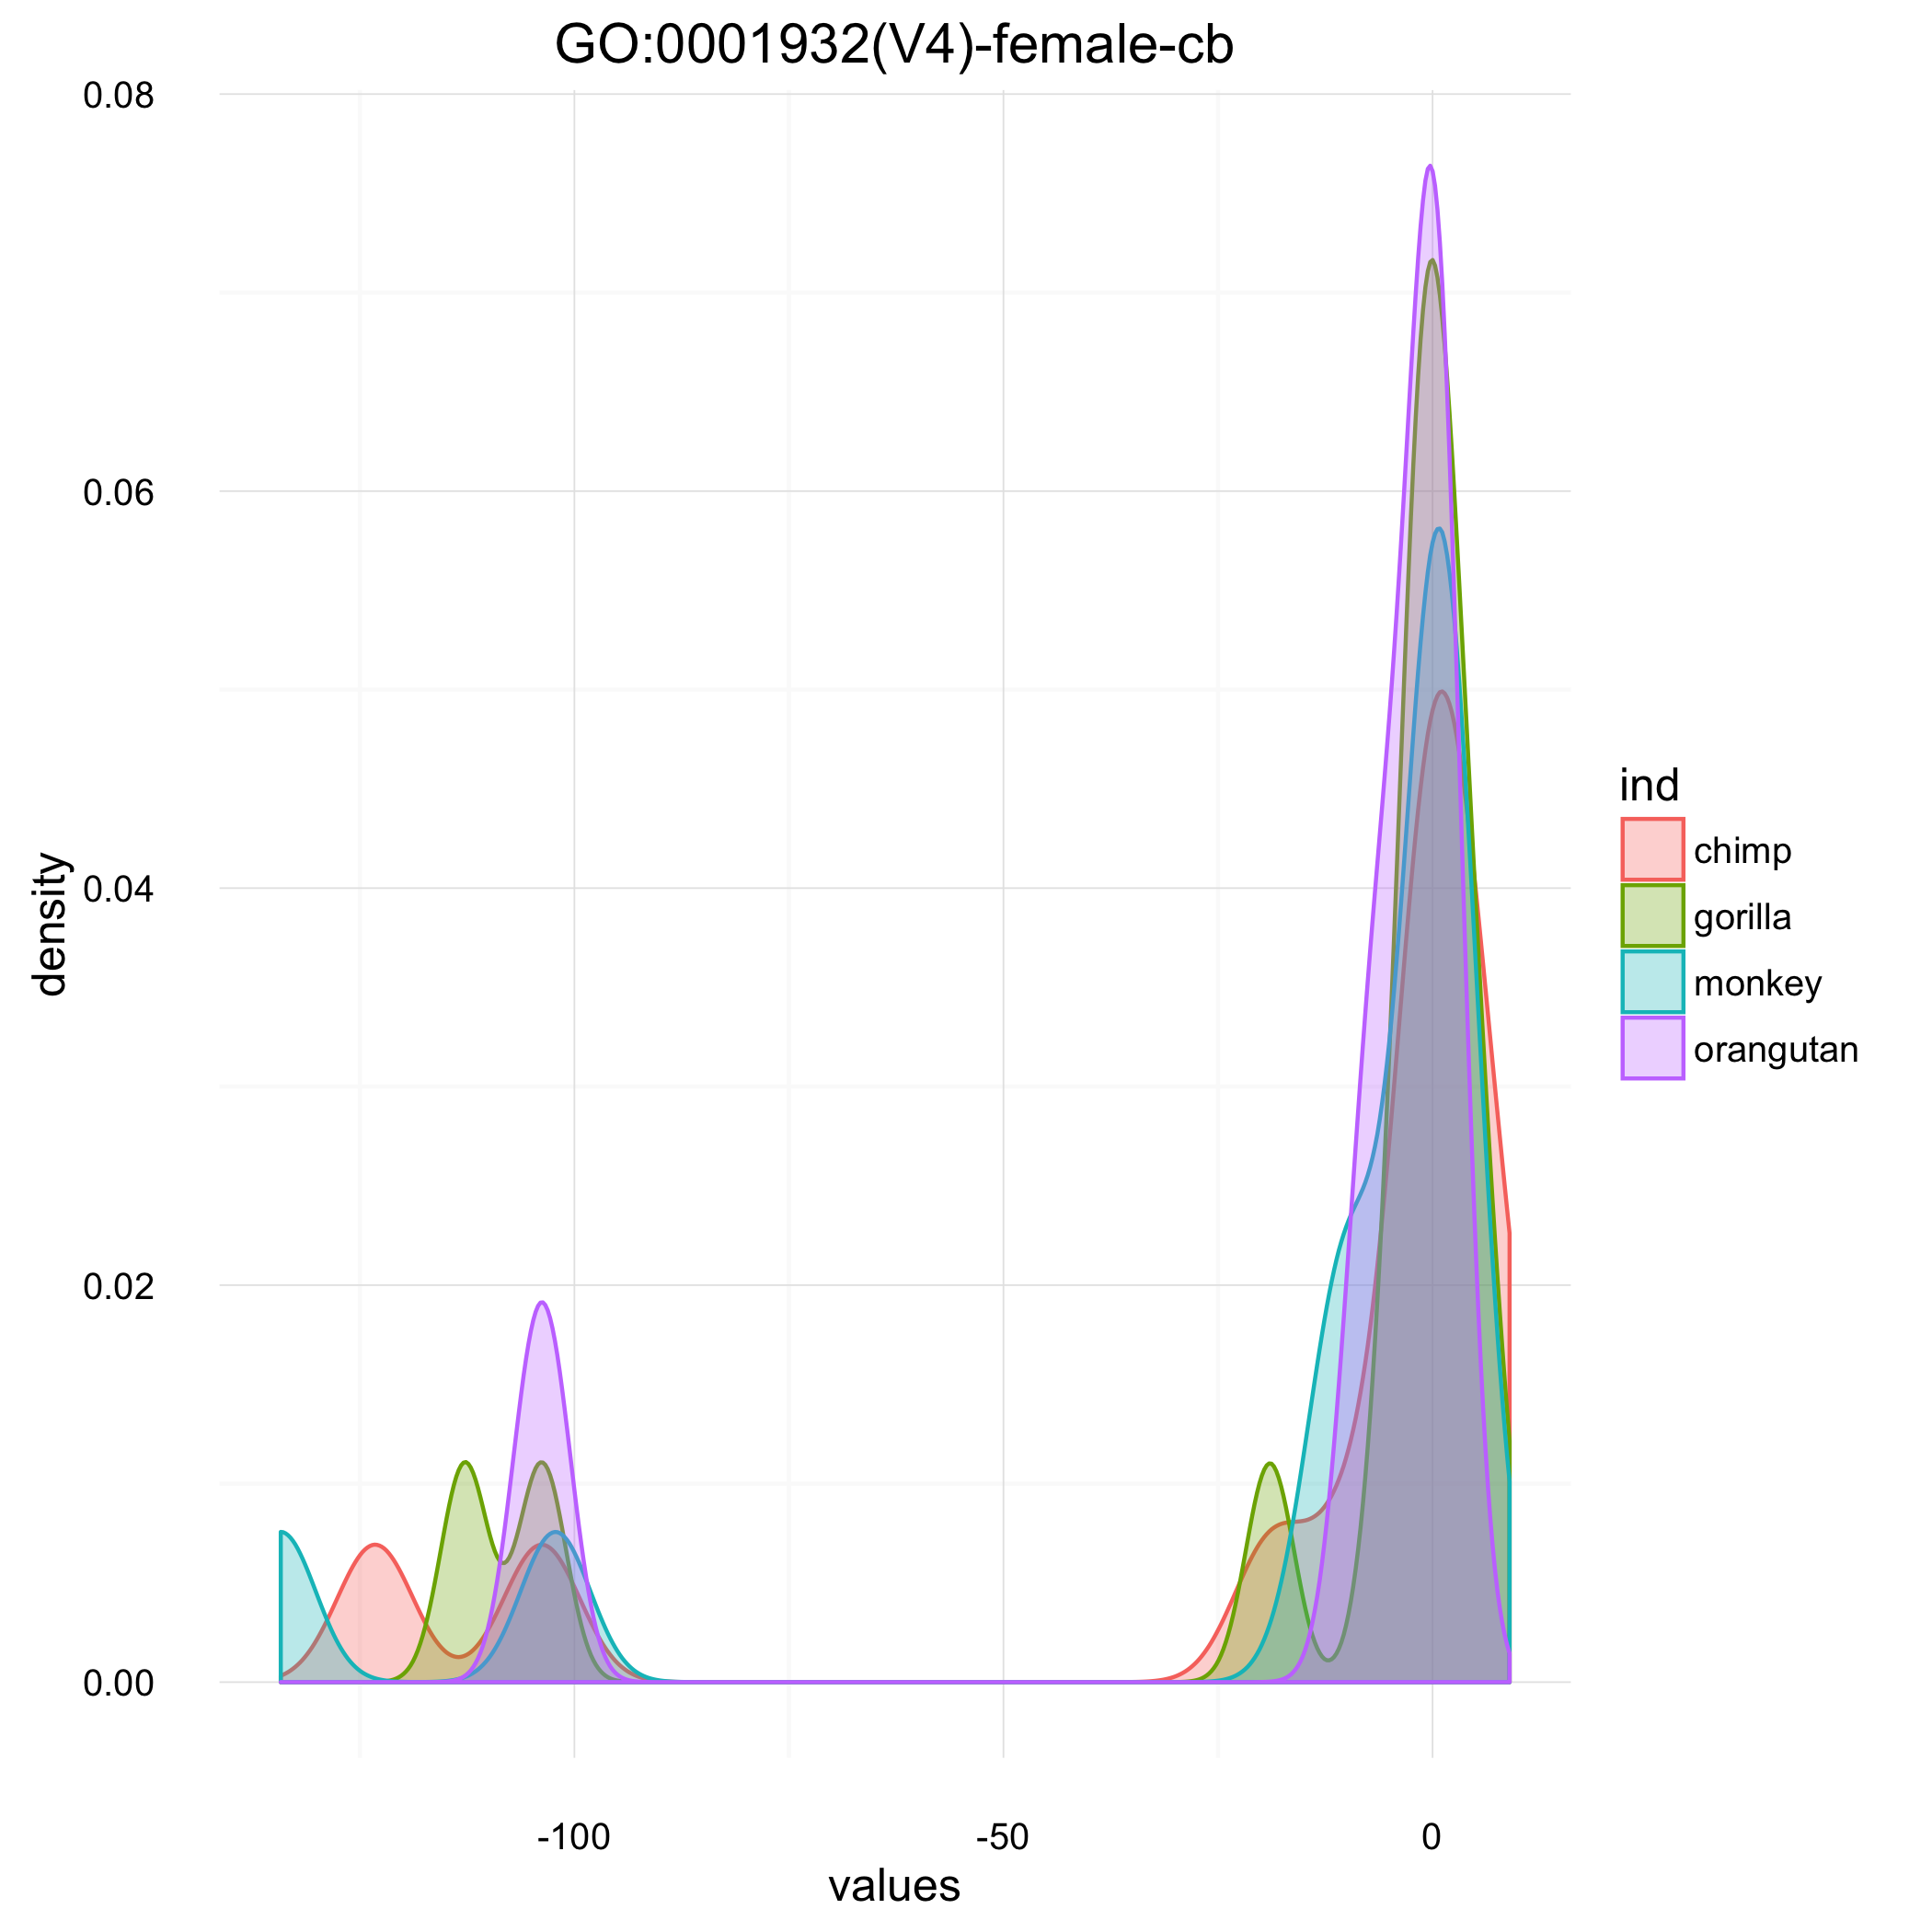 GO:0001932(V4)-female-cb
0.08
0.06
0.04
0.02
0.00
density
-100
-50
0
values
ind
chimp
gorilla
monkey
orangutan